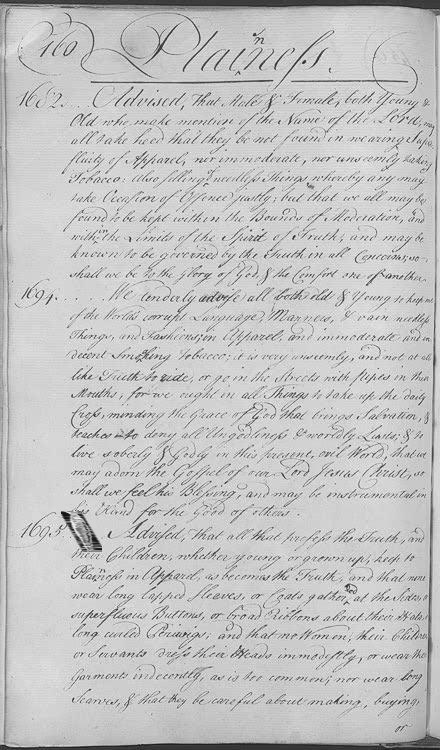 160
Plainness.
1682... Advised, That Male & Female, both Young &
Old who make mention of the Name of the Lord, may
all take heed that they be not found in wearing Supr
fluity of Apparel, nor immoderate, nor unseemly taking
Tobacco: Also selling needless Things whereby any may
take Occasion of Offence justly; but that we all may be
found to be kept within the Bounds of Moderation, and
within the Limits of the Spirit of Truth; and may be
known to be governed by the Truth in all Concerns, so
shall we be to the Glory of God, & the Comfort one of another.
1694..... We tenderly advise all both old & Young to keep out
of the World's corrupt Language, Manners, & vain needless
Things, and Fashions, in Apparel; and immoderate and in
decent Smoking Tobacco; it is very unseemly, and not at all
like Truth to ride, or go in the Streets with pipes in their
Mouths; for we ought in all Things to take up the daily
Cross, minding the Grace of God that brings Salvation, &
teaches to deny all Ungodliness & worldly Lusts; & to
live soberly & Godly in this present, evil World, that we
may adorn the Gospel of our Lord Jesus Christ, so
shall we feel his Blessing, and may be instrumental in
his Hand for the Good of others.
1695. Advised, That all that profess the Truth, and
their Children, whether young or grown up, keep to
Plainness in Apparel, as becomes the Truth; and that none
wear long lapped Sleaves, or Coats gathered at the Sides, or
superfluous Buttons, or broad Ribbons about their Hats, or
long curled Periwigs; and that no Women, their Children
or Servants dress their Heads immodestly, or wear their
Garments indecently, as is too common; nor wear long
Scarves, & that they be careful about making, buying,
or